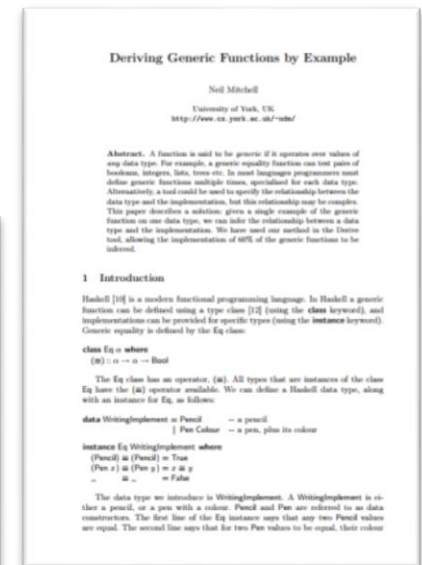 Deriving Generic Functions by Example
Neil Mitchell
University of York, UK
http://www.cs.york.ac.uk/~ndm/
Abstract. A function is said to be generic if it operates over values of
any data type. For example, a generic equality function can test pairs of
booleans, integers, lists, trees etc. In most languages programmers must
define generic functions multiple times, specialised for each data type.
Alternatively, a tool could be used to specify the relationship between the
data type and the implementation, but this relationship may be complex.
This paper describes a solution: given a single example of the generic
function on one data type, we can infer the relationship between a data
type and the implementation. We have used our method in the Derive
tool, allowing the implementation of 60% of the generic functions to be
inferred.
1 Introduction
Haskell [19] is a modern functional programming language. In Haskell a generic
function can be defined using a type class [12] (using the class keyword), and
implementations can be provided for specific types (using the instance keyword).
Generic equality is defined by the Eq class:
class Eq α where
(≡) :: α → α → Bool
The Eq class has an operator, (≡). All types that are instances of the class
Eq have the (≡) operator available. We can define a Haskell data type, along
with an instance for Eq, as follows:
data WritingImplement = Pencil -- a pencil
| Pen Colour -- a pen, plus its colour
instance Eq WritingImplement where
(Pencil) ≡ (Pencil) = True
(Pen x) ≡ (Pen y) = x ≡ y
_ ≡ _ = False
The data type we introduce is WritingImplement. A WritingImplement is ei-
ther a pencil, or a pen with a colour. Pencil and Pen are referred to as data
constructors. The first line of the Eq instance says that any two Pencil values
are equal. The second line says that for two Pen values to be equal, their colour